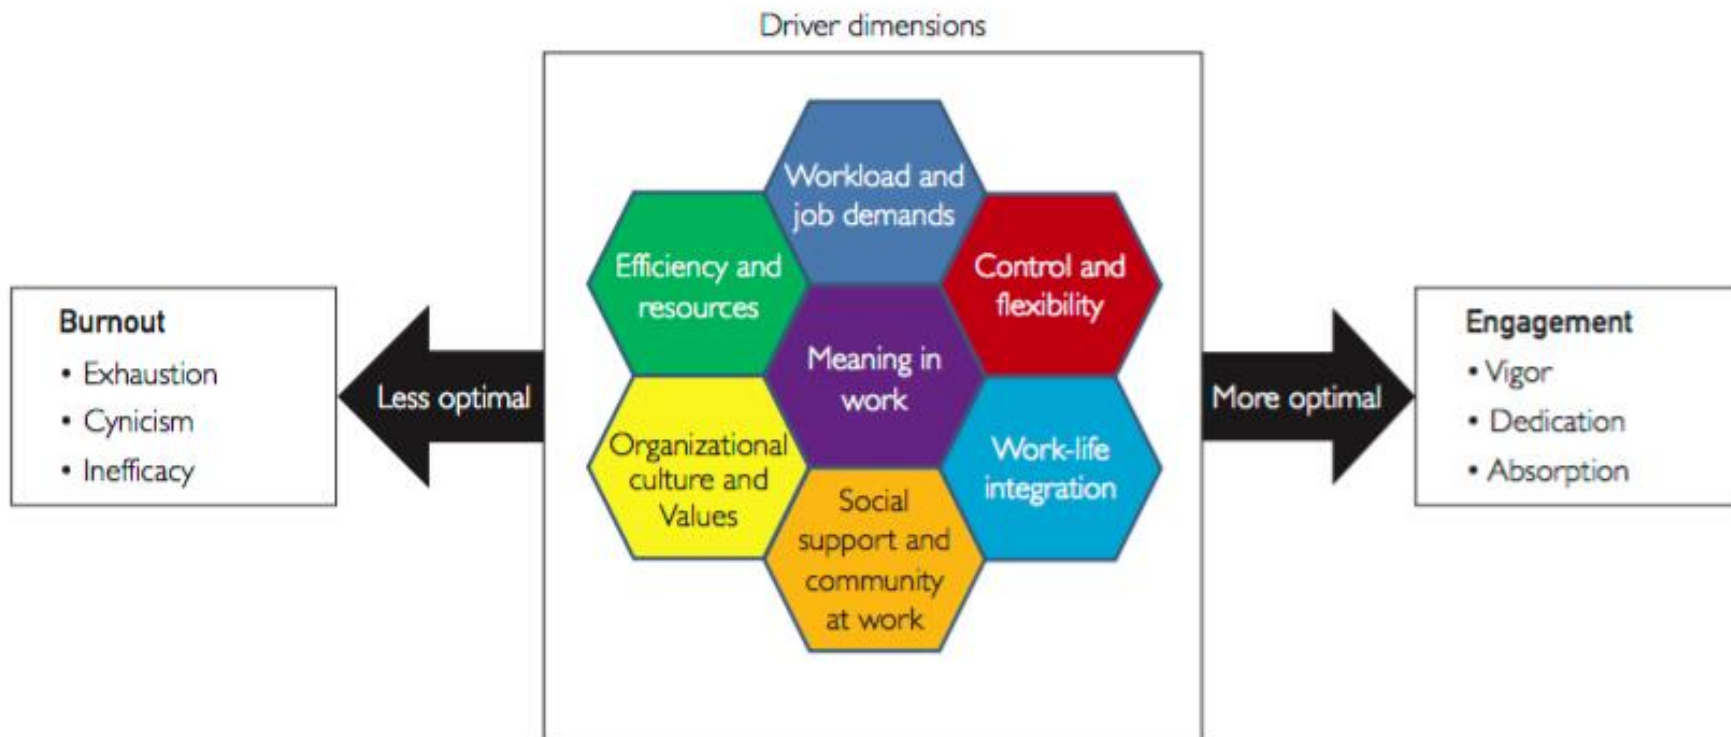 Driver dimensions
Workload and
job demands
Efficiency and
resources
Control and
flexibility
Meaning in
work
Organizational
culture and
Values
Work-life
integration
Social
support and
community
at work
Burnout
• Exhaustion
• Cynicism
• Inefficacy
Less optimal
More optimal
Engagement
• Vigor
• Dedication
• Absorption